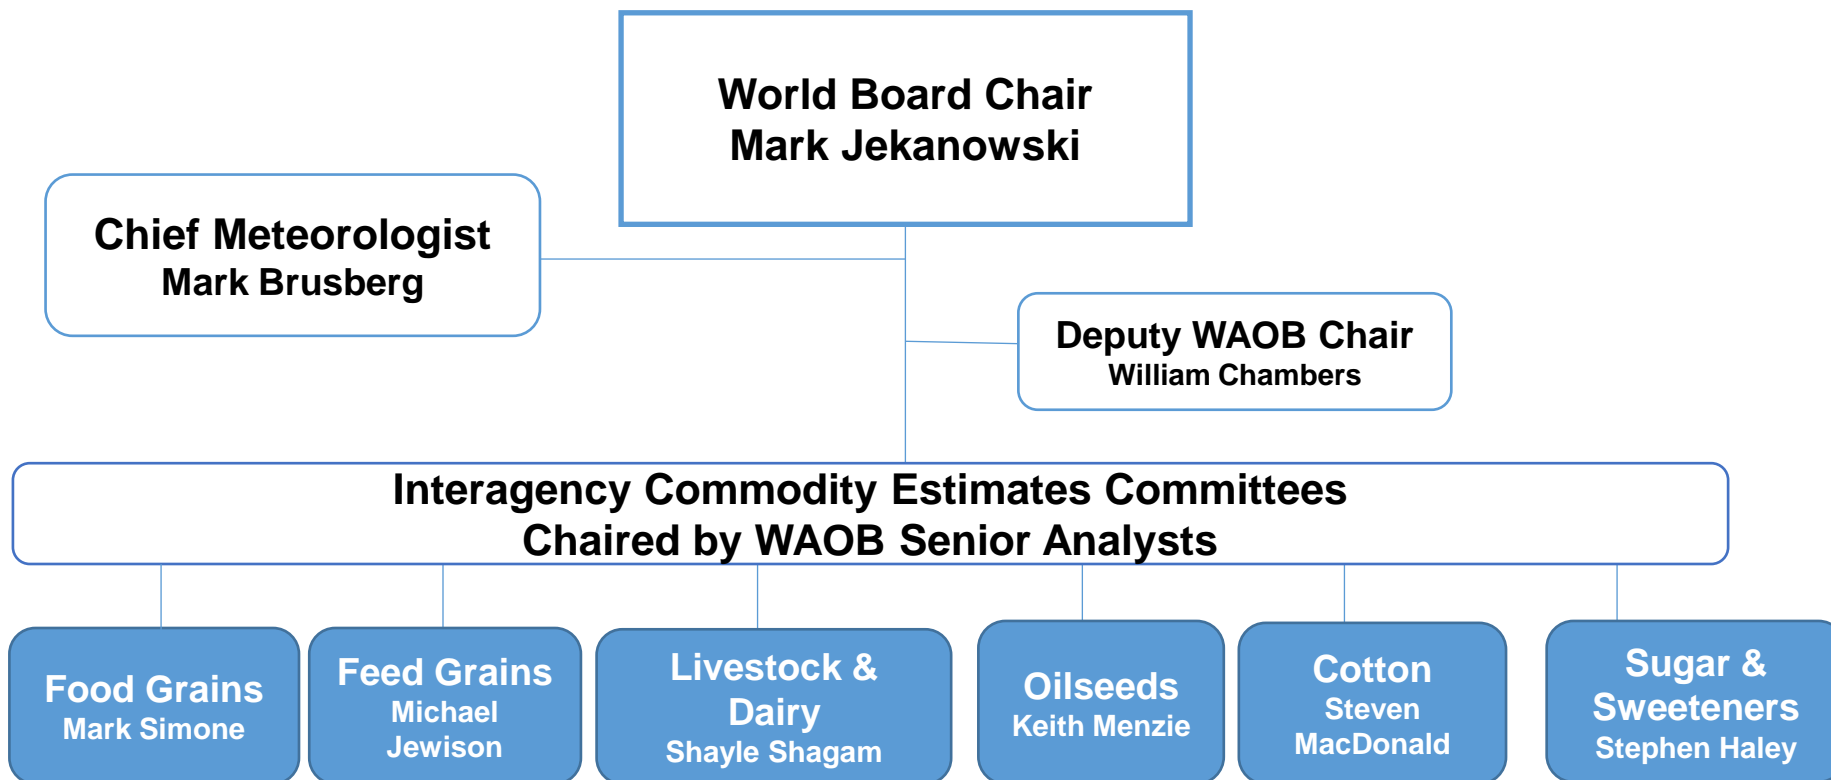 World Board Chair
Mark Jekanowski
Chief Meteorologist
Mark Brusberg
Deputy WAOB Chair
William Chambers
Interagency Commodity Estimates Committees
Chaired by WAOB Senior Analysts
Food Grains
Mark Simone
Feed Grains
Michael
Jewison
Livestock &
Dairy
Shayle Shagam
Oilseeds
Keith Menzie
Cotton
Steven
MacDonald
Sugar &
Sweeteners
Stephen Haley